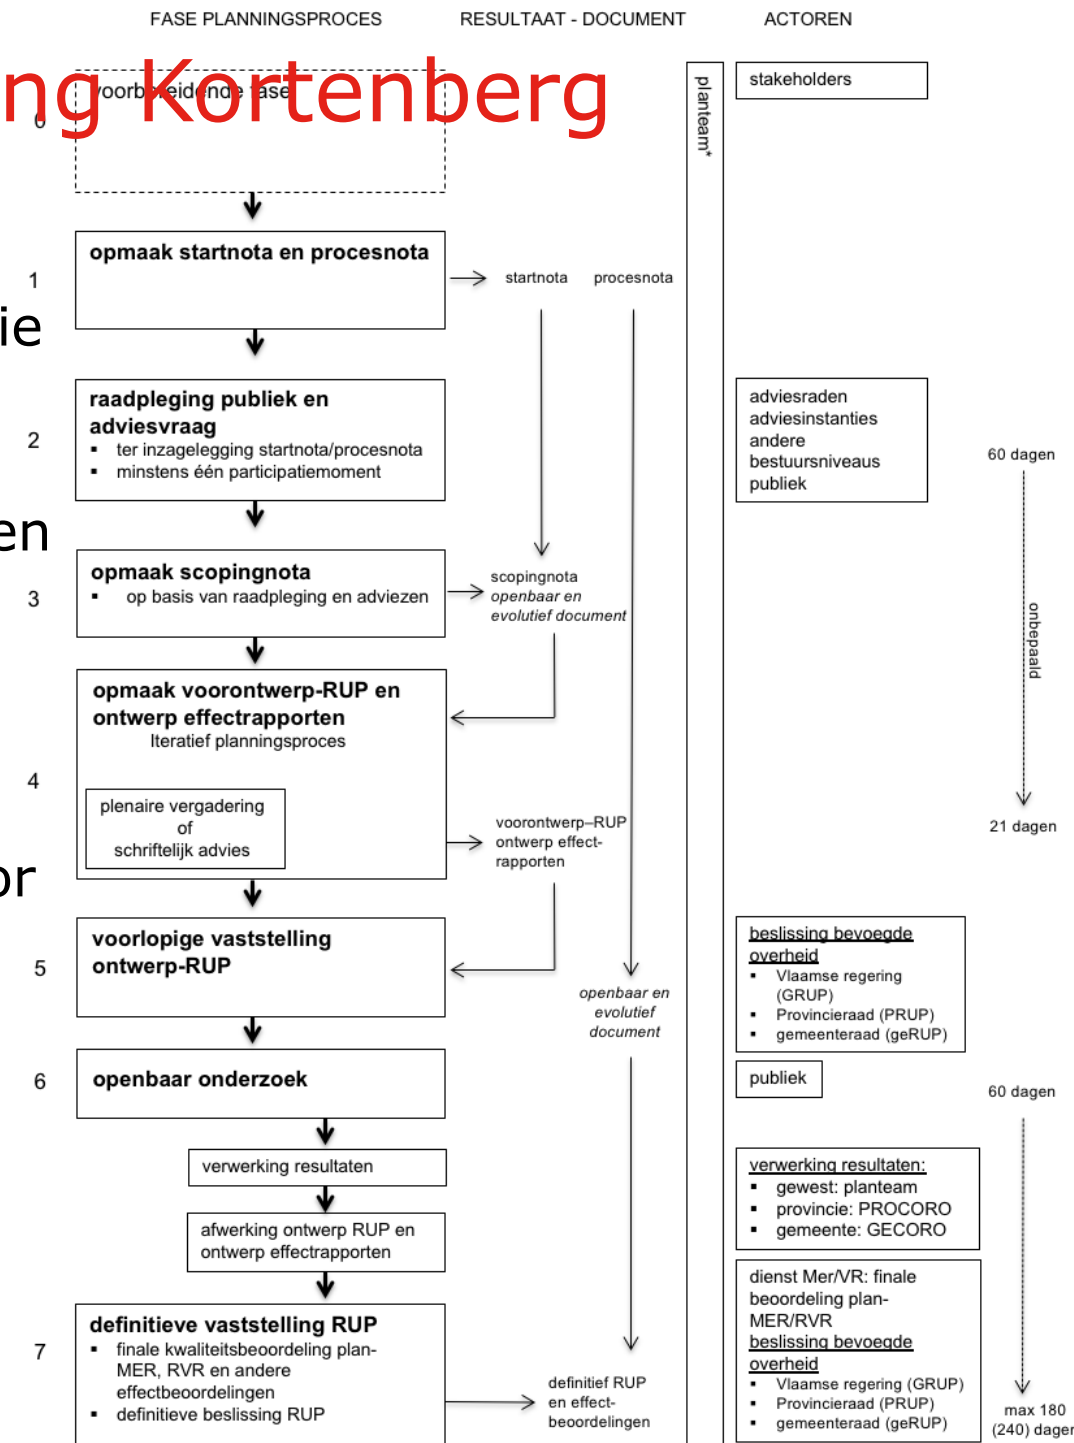 FASE PLANNINGSPROCES
RESULTAAT - DOCUMENT
ACTOREN
ng Kortenberg
voorbereidende fase
0
planteam*
stakeholders
opmaak startnota en procesnota
1
startnota
procesnota
ie
raadpleging publiek en
adviesvraag
▪ ter inzagelegging startnota/procesnota
▪ minstens één participatiemoment
2
adviesraden
adviesinstanties
andere
bestuursniveaus
publiek
60 dagen
en
opmaak scopingnota
▪ op basis van raadpleging en adviezen
3
scopingnota
openbaar en
evolutief document
onbepaald
opmaak voorontwerp-RUP en
ontwerp effectrapporten
Iteratief planningsproces
4
plenaire vergadering
of
schriftelijk advies
voorontwerp–RUP
ontwerp effect-
rapporten
21 dagen
or
voorlopige vaststelling
ontwerp-RUP
5
openbaar en
evolutief
document
beslissing bevoegde
overheid
▪ Vlaamse regering
(GRUP)
▪ Provincieraad (PRUP)
▪ gemeenteraad (geRUP)
6
openbaar onderzoek
publiek
60 dagen
verwerking resultaten
verwerking resultaten:
▪ gewest: planteam
▪ provincie: PROCORO
▪ gemeente: GECORO
afwerking ontwerp RUP en
ontwerp effectrapporten
definitieve vaststelling RUP
▪ finale kwaliteitsbeoordeling plan-
MER, RVR en andere
effectbeoordelingen
▪ definitieve beslissing RUP
7
definitief RUP
en effect-
beoordelingen
dienst Mer/VR: finale
beoordeling plan-
MER/RVR
beslissing bevoegde
overheid
▪ Vlaamse regering (GRUP)
▪ Provincieraad (PRUP)
▪ gemeenteraad (geRUP)
max 180
(240) dager